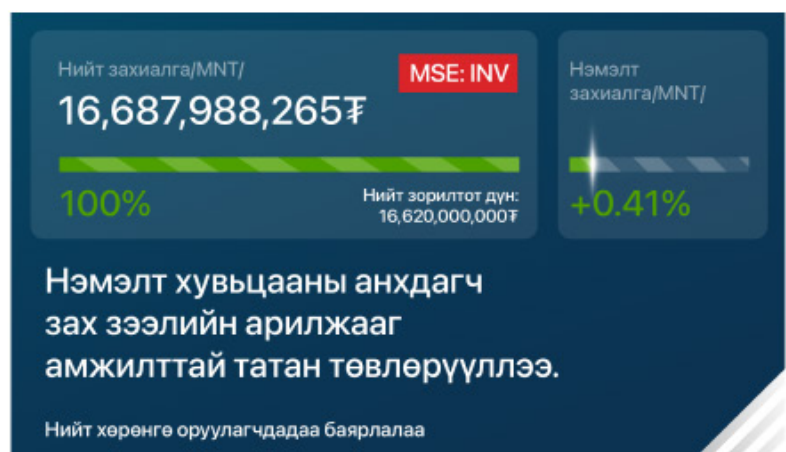 Нийт захиалга/MNT/
MSE: INV
16,687,988,265₮
100%
Нийт зорилтот дүн:
16,620,000,000₮
Нэмэлт
захиалга/MNT/
+0.41%
Нэмэлт хувьцааны анхдагч
зах зээлийн арилжааг
амжилттай татан төвлөрүүллээ.
Нийт хөрөнгө оруулагчдадаа баярлалаа